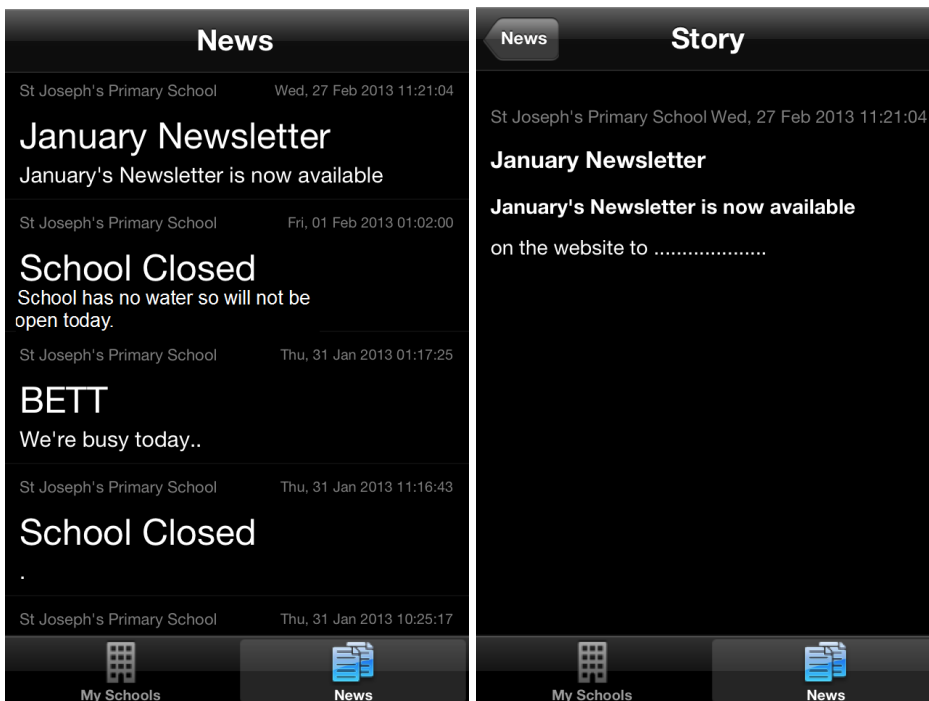 News
St Joseph's Primary School Wed, 27 Feb 2013 11:21:04
January Newsletter
January's Newsletter is now available
St Joseph's Primary School Fri, 01 Feb 2013 01:02:00
School Closed
School has no water so will not be
open today.
St Joseph's Primary School Thu, 31 Jan 2013 01:17:25
BETT
We're busy today..
St Joseph's Primary School Thu, 31 Jan 2013 11:16:43
School Closed
.
St Joseph's Primary School Thu, 31 Jan 2013 10:25:17
My Schools News
News Story
St Joseph's Primary School Wed, 27 Feb 2013 11:21:04
January Newsletter
January's Newsletter is now available
on the website to ....................
My Schools News